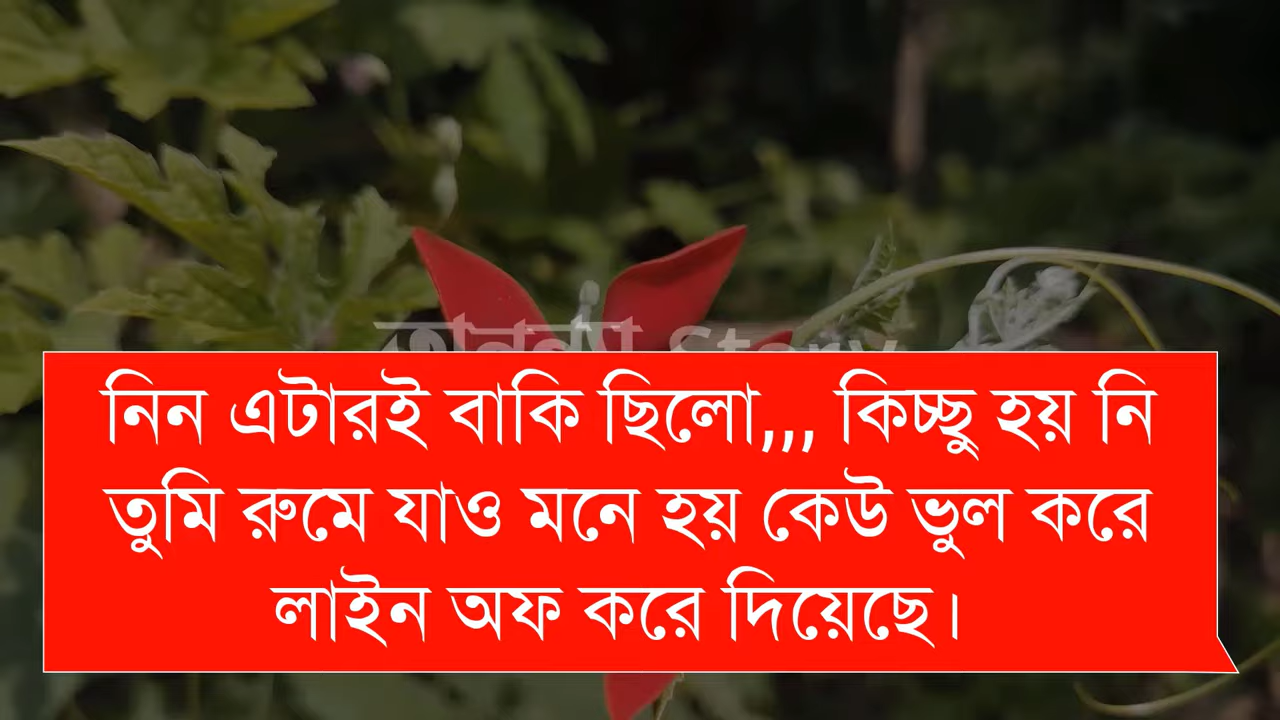 নিন এটারই বাকি ছিলো,,, কিচ্ছু হয় নি
তুমি রুমে যাও মনে হয় কেউ ভুল করে
লাইন অফ করে দিয়েছে।